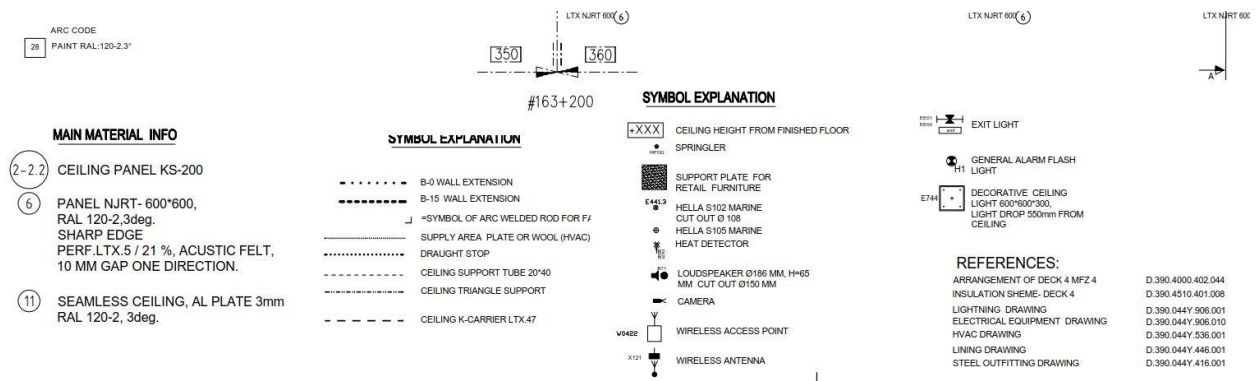 LTX NJRT 600 6
LTX NJRT 600 6
LTX NJRT 600
ARC CODE
28 PAINT RAL:120-2,3°
350 360
#163+200
A
MAIN MATERIAL INFO
2-2.2 CEILING PANEL KS-200
6 PANEL NJRT- 600*600,
RAL 120-2,3deg.
SHARP EDGE
PERF.LTX.5 / 21 %, ACUSTIC FELT,
10 MM GAP ONE DIRECTION.
11 SEAMLESS CEILING, AL PLATE 3mm
RAL 120-2, 3deg.
SYMBOL EXPLANATION
B-0 WALL EXTENSION
B-15 WALL EXTENSION
=SYMBOL OF ARC WELDED ROD FOR FA
SUPPLY AREA PLATE OR WOOL (HVAC)
DRAUGHT STOP
CEILING SUPPORT TUBE 20*40
CEILING TRIANGLE SUPPORT
CEILING K-CARRIER LTX.47
SYMBOL EXPLANATION
+XXX CEILING HEIGHT FROM FINISHED FLOOR
SPRINGLER
SUPPORT PLATE FOR
RETAIL FURNITURE
E441.3
HELLA S102 MARINE
CUT OUT Ø 108
HELLA S105 MARINE
HEAT DETECTOR
B71
LOUDSPEAKER Ø186 MM, H=65
MM CUT OUT Ø150 MM
CAMERA
W0422 WIRELESS ACCESS POINT
X121 WIRELESS ANTENNA
EE01
EE04
EXIT LIGHT
H1 GENERAL ALARM FLASH
LIGHT
E744 DECORATIVE CEILING
LIGHT 600*600*300,
LIGHT DROP 550mm FROM
CEILING
REFERENCES:
ARRANGEMENT OF DECK 4 MFZ 4 D.390.4000.402.044
INSULATION SHEME- DECK 4 D.390.4510.401.008
LIGHTNING DRAWING D.390.044Y.906.001
ELECTRICAL EQUIPMENT DRAWING D.390.044Y.906.010
HVAC DRAWING D.390.044Y.536.001
LINING DRAWING D.390.044Y.446.001
STEEL OUTFITTING DRAWING D.390.044Y.416.001